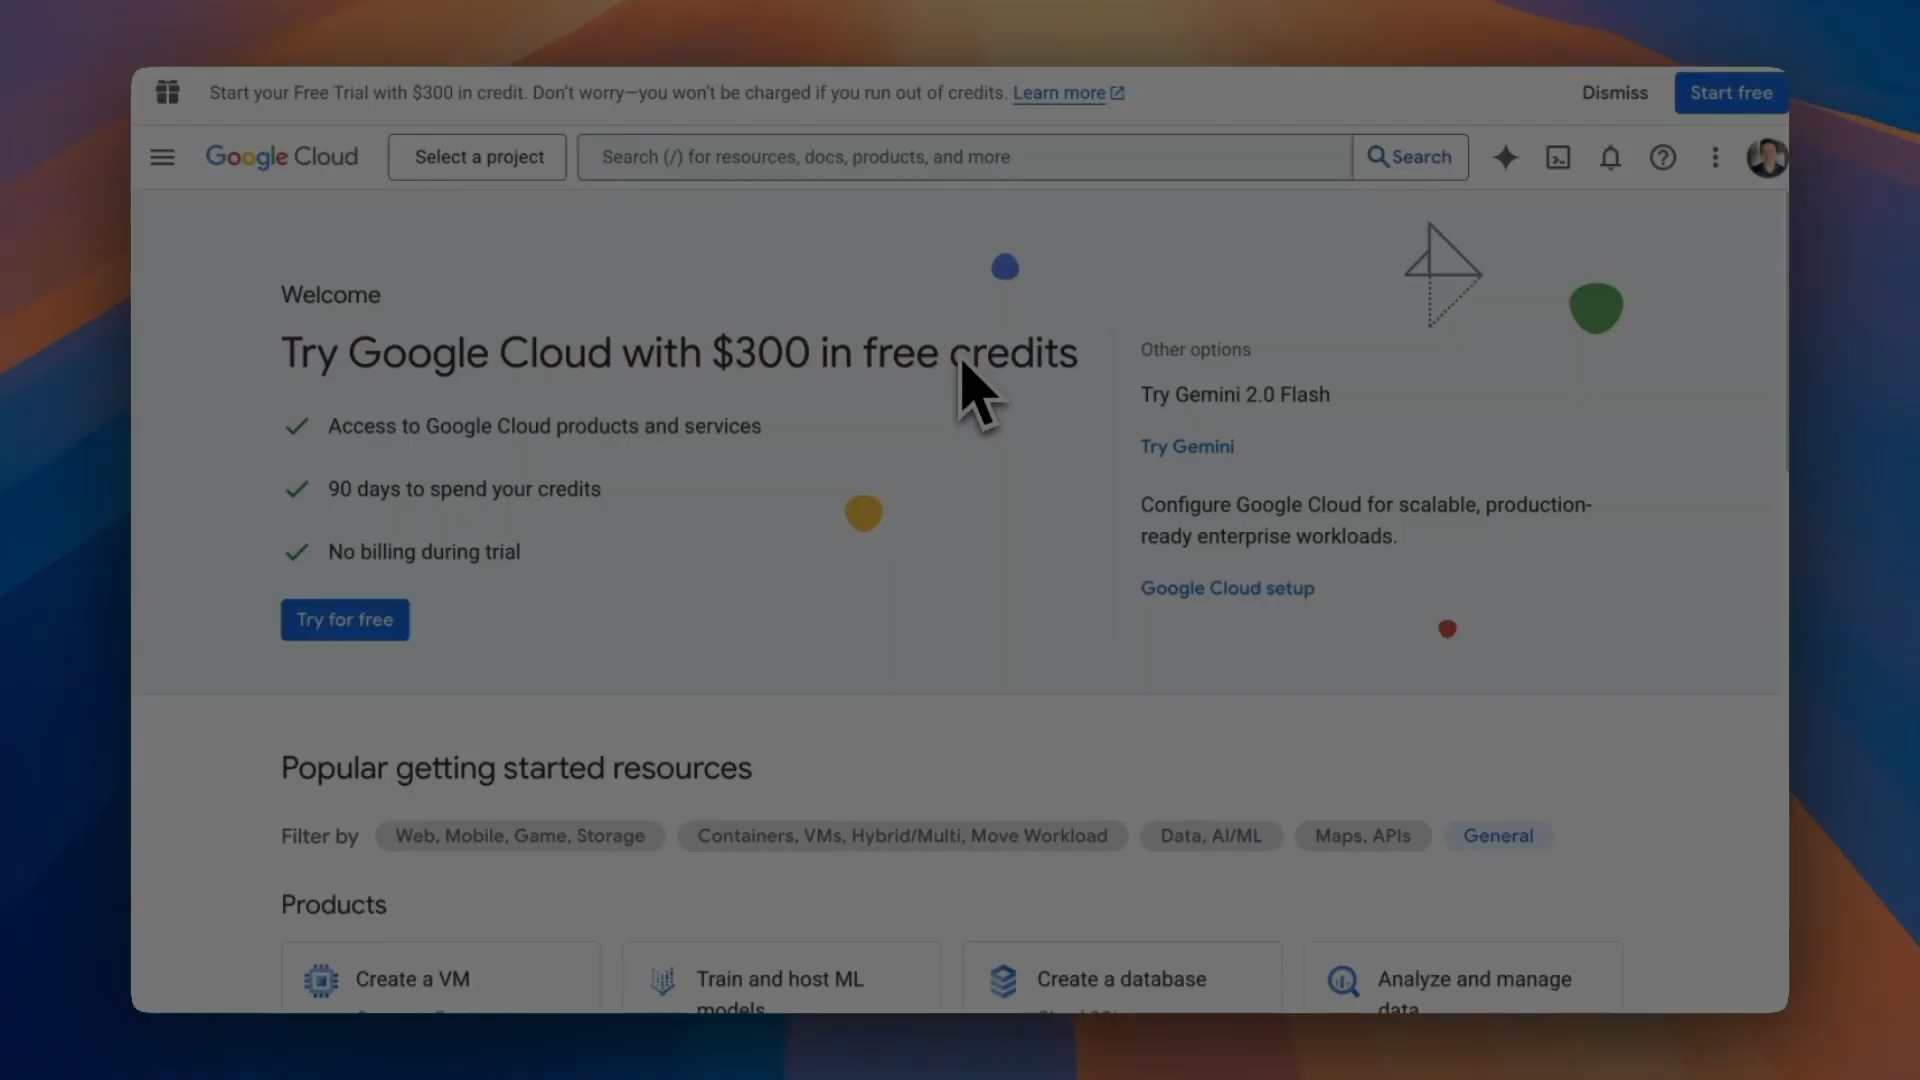 Start your Free Trial with $300 in credit. Don't worry—you won't be charged if you run out of credits. Learn more
Dismiss
Start free
Google Cloud
Select a project
Search (/) for resources, docs, products, and more
Search
Welcome
Try Google Cloud with $300 in free credits
Access to Google Cloud products and services
90 days to spend your credits
No billing during trial
Try for free
Other options
Try Gemini 2.0 Flash
Try Gemini
Configure Google Cloud for scalable, production-
ready enterprise workloads.
Google Cloud setup
Popular getting started resources
Filter by
Web, Mobile, Game, Storage
Containers, VMs, Hybrid/Multi, Move Workload
Data, AI/ML
Maps, APIs
General
Products
Create a VM
Train and host ML
models
Create a database
Analyze and manage
data